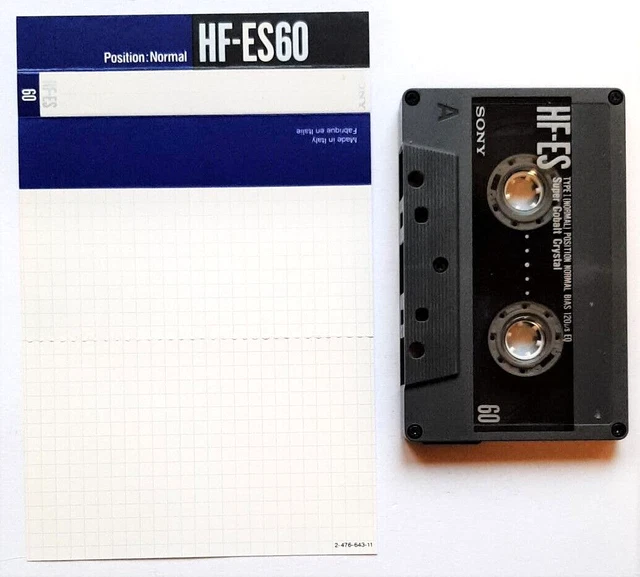 Position:Normal HF-ES60
60
HF-ES
SONY
Made in Italy
Fabriqué en Italie
2-476-643-11
A
SONY
HF-ES
TYPE I (NORMAL) POSITION NORMAL BIAS 120µs EQ
Super Cobalt Crystal
60